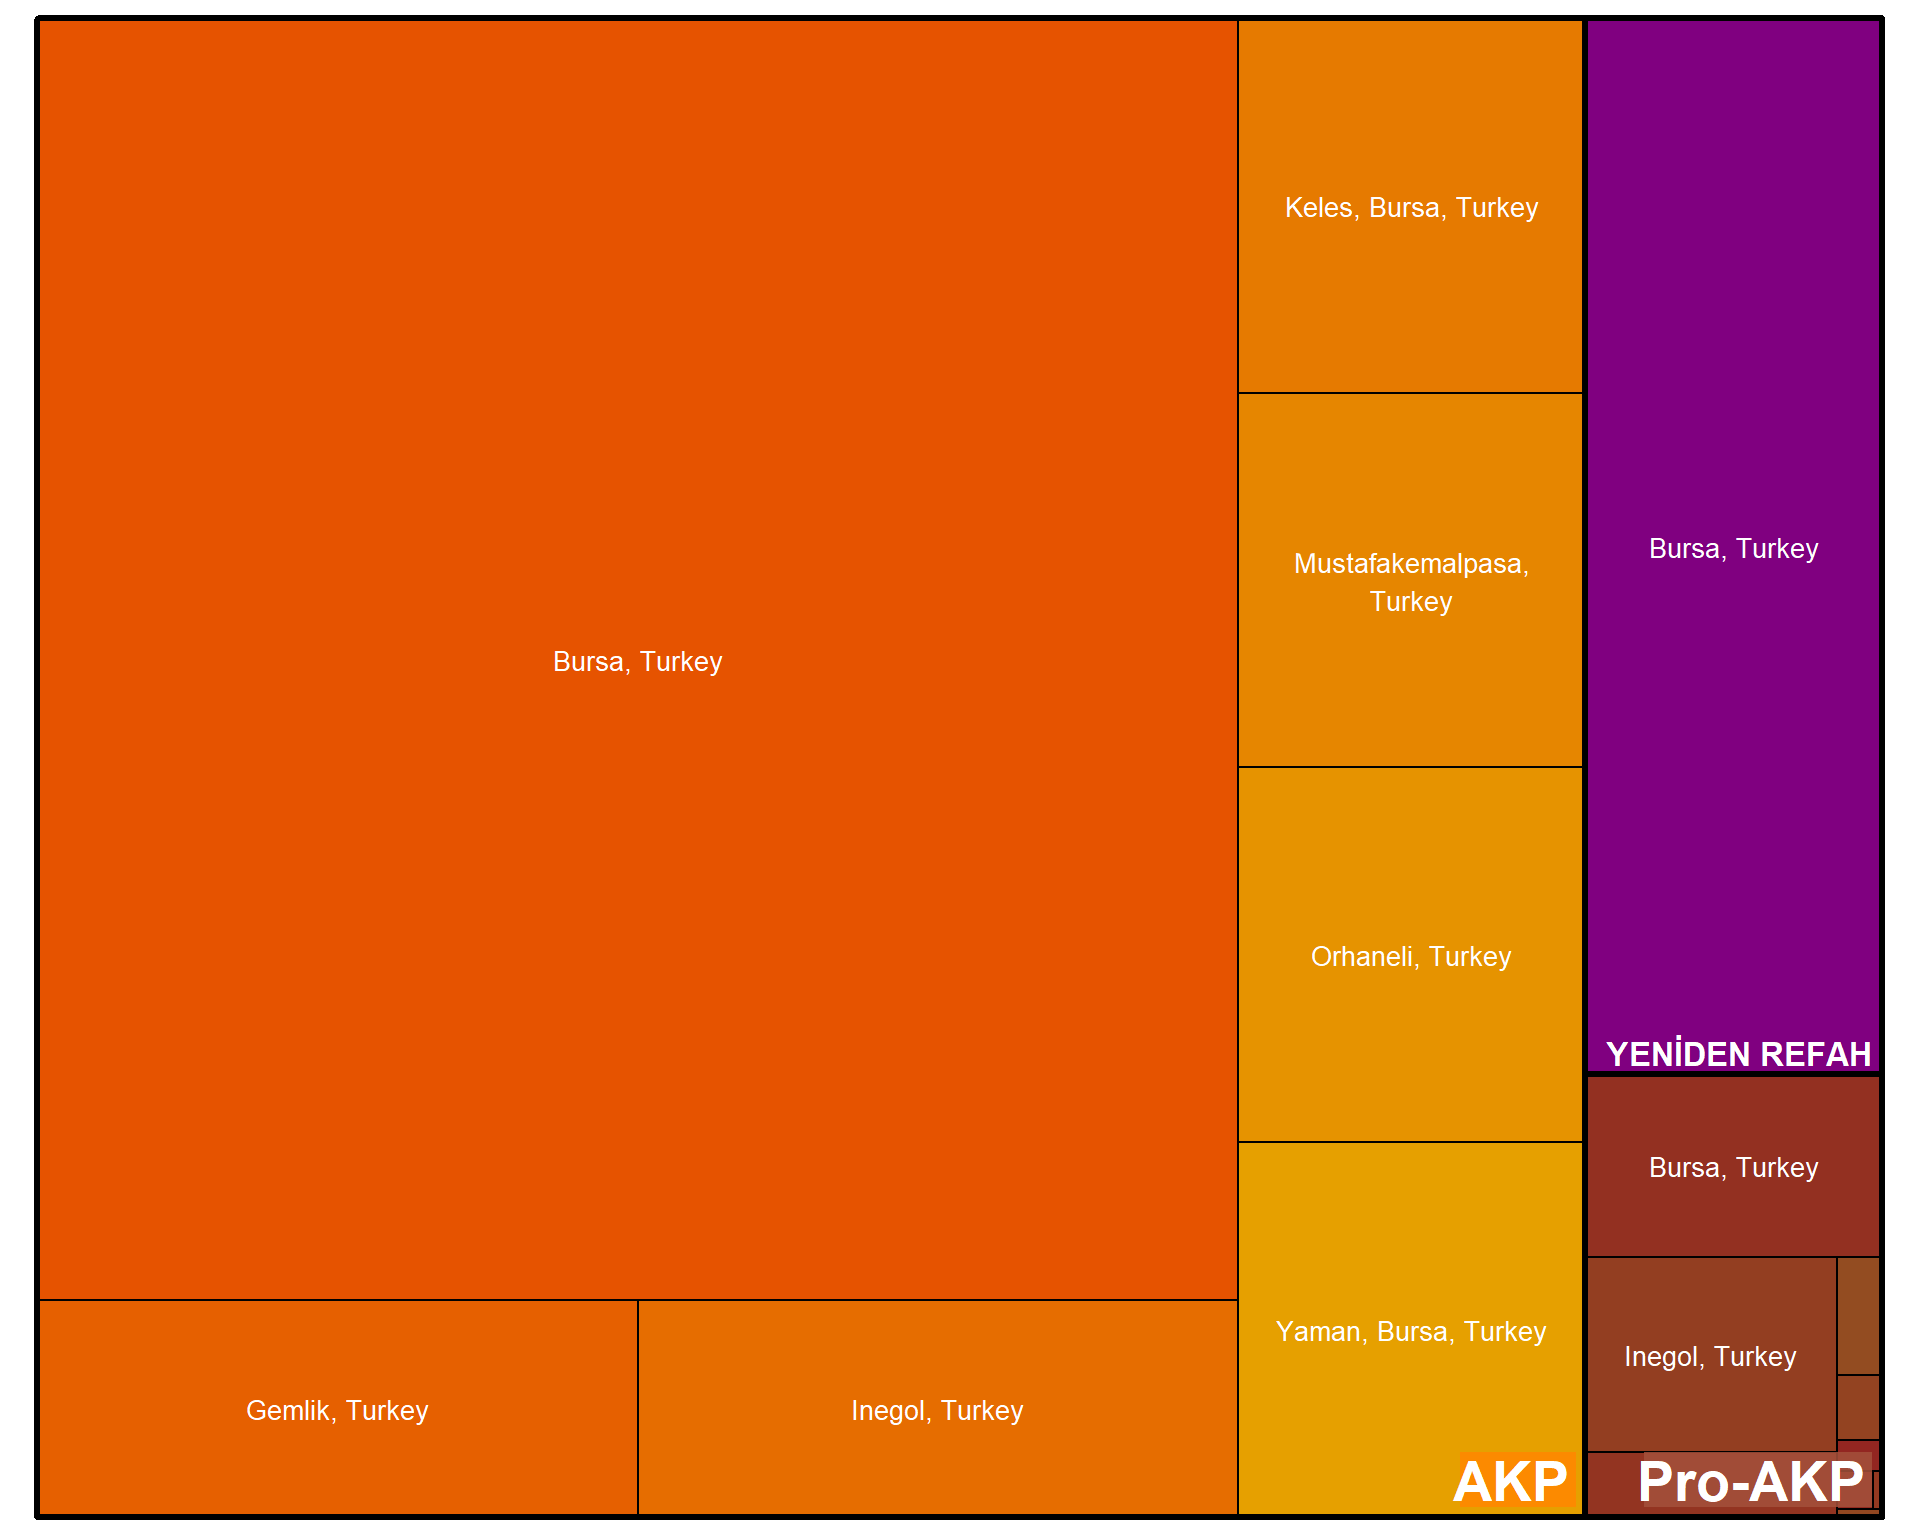 Bursa, Turkey
Gemlik, Turkey
Inegol, Turkey
Keles, Bursa, Turkey
Mustafakemalpasa,
Turkey
Orhaneli, Turkey
Yaman, Bursa, Turkey
AKP
Bursa, Turkey
YENİDEN REFAH
Bursa, Turkey
Inegol, Turkey
Pro-AKP